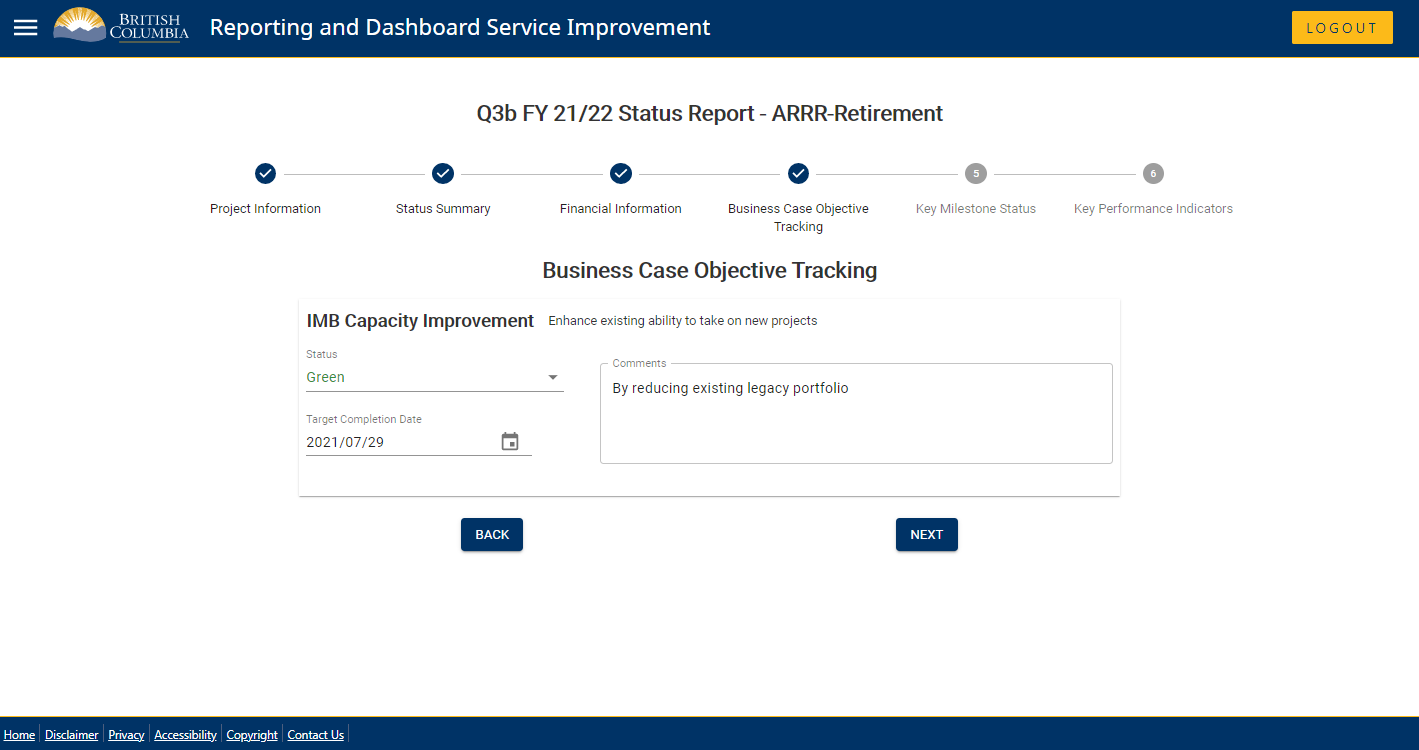 BRITISH
COLUMBIA
Reporting and Dashboard Service Improvement
LOGOUT
Q3b FY 21/22 Status Report - ARRR-Retirement
5
6
Project Information
Status Summary
Financial Information
Business Case Objective
Tracking
Key Milestone Status
Key Performance Indicators
Business Case Objective Tracking
IMB Capacity Improvement
Enhance existing ability to take on new projects
Status
Green
Target Completion Date
2021/07/29
Comments
By reducing existing legacy portfolio
BACK
NEXT
Home
Disclaimer
Privacy
Accessibility
Copyright
Contact Us